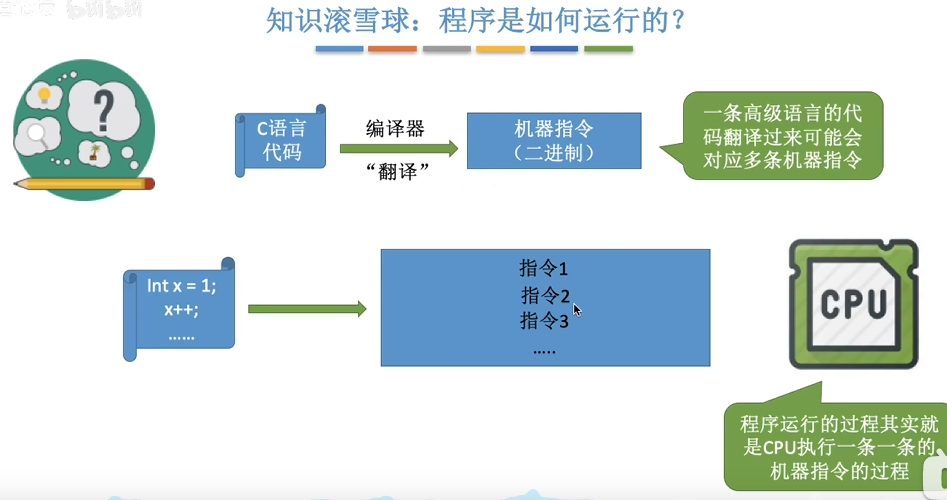 bilibili
知识滚雪球：程序是如何运行的？
?
C语言
代码
编译器
“翻译”
机器指令
（二进制）
一条高级语言的代
码翻译过来可能会
对应多条机器指令
Int x = 1;
x++;
……
指令1
指令2
指令3
…..
CPU
程序运行的过程其实就
是CPU执行一条一条的
机器指令的过程